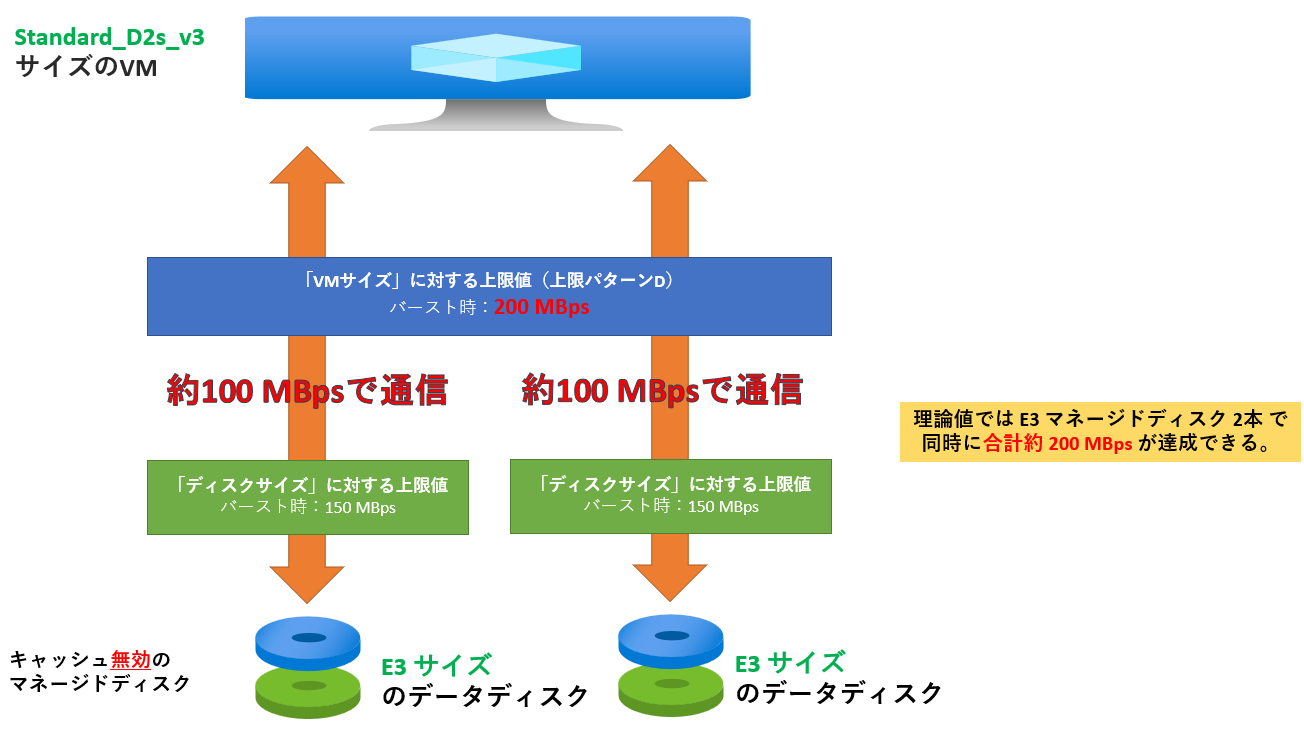 Standard_D2s_v3
サイズのVM
「VMサイズ」に対する上限値（上限パターンD）
バースト時：200 MBps
約100 MBpsで通信
約100 MBpsで通信
理論値では E3 マネージドディスク 2本 で
同時に合計約 200 MBps が達成できる。
「ディスクサイズ」に対する上限値
バースト時：150 MBps
「ディスクサイズ」に対する上限値
バースト時：150 MBps
キャッシュ無効の
マネージドディスク
E3 サイズ
のデータディスク
E3 サイズ
のデータディスク